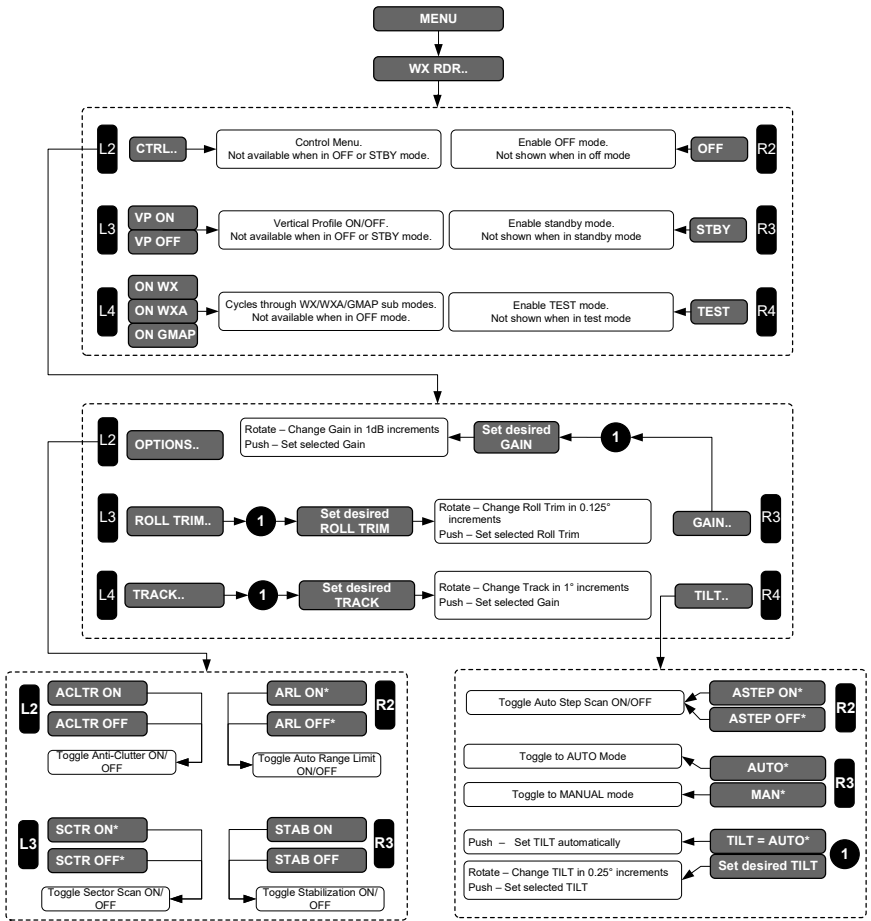 MENU
WX RDR..
L2
CTRL..
Control Menu.
Not available when in OFF or STBY mode.
Enable OFF mode.
Not shown when in off mode
OFF
R2
L3
VP ON
VP OFF
Vertical Profile ON/OFF.
Not available when in OFF or STBY mode.
Enable standby mode.
Not shown when in standby mode
STBY
R3
L4
ON WX
ON WXA
ON GMAP
Cycles through WX/WXA/GMAP sub modes.
Not available when in OFF mode.
Enable TEST mode.
Not shown when in test mode
TEST
R4
L2
OPTIONS..
Rotate – Change Gain in 1dB increments
Push – Set selected Gain
Set desired
GAIN
1
L3
ROLL TRIM..
1
Set desired
ROLL TRIM
Rotate – Change Roll Trim in 0.125°
increments
Push – Set selected Roll Trim
GAIN..
R3
L4
TRACK..
1
Set desired
TRACK
Rotate – Change Track in 1° increments
Push – Set selected Gain
TILT..
R4
L2
ACLTR ON
ACLTR OFF
Toggle Anti-Clutter ON/
OFF
ARL ON*
ARL OFF*
R2
Toggle Auto Range Limit
ON/OFF
L3
SCTR ON*
SCTR OFF*
Toggle Sector Scan ON/
OFF
STAB ON
STAB OFF
R3
Toggle Stabilization ON/
OFF
Toggle Auto Step Scan ON/OFF
ASTEP ON*
ASTEP OFF*
R2
Toggle to AUTO Mode
AUTO*
Toggle to MANUAL mode
MAN*
R3
Push – Set TILT automatically
TILT = AUTO*
Rotate – Change TILT in 0.25° increments
Push – Set selected TILT
Set desired TILT
1